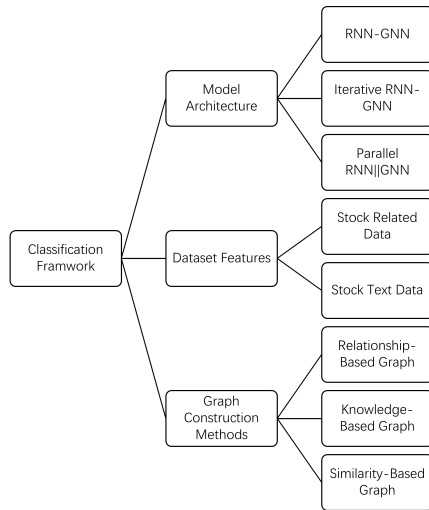 RNN-GNN
Model
Architecture
Iterative RNN-
GNN
Parallel
RNN||GNN
Classification
Framwork
Dataset Features
Stock Related
Data
Stock Text Data
Graph
Construction
Methods
Relationship-
Based Graph
Knowledge-
Based Graph
Similarity-Based
Graph